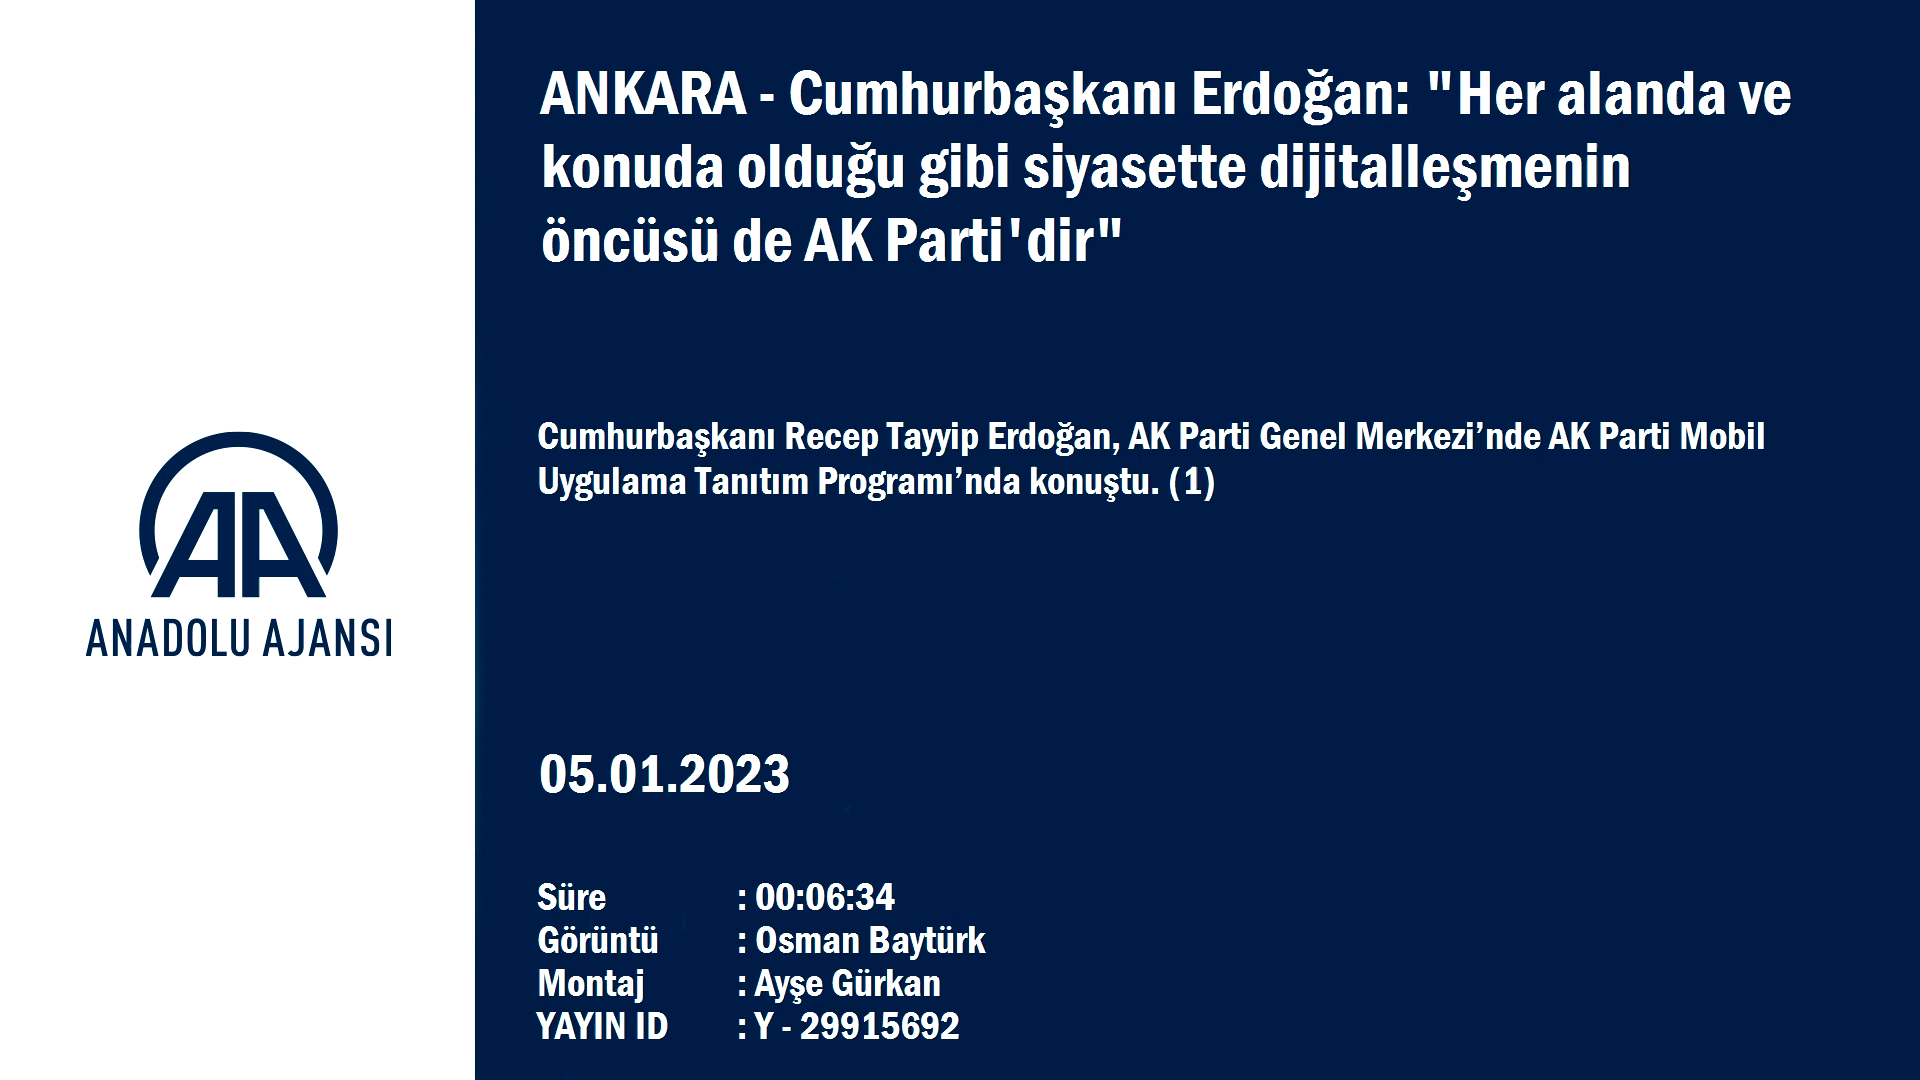 ANKARA - Cumhurbaşkanı Erdoğan: "Her alanda ve
konuda olduğu gibi siyasette dijitalleşmenin
öncüsü de AK Parti'dir"
Cumhurbaşkanı Recep Tayyip Erdoğan, AK Parti Genel Merkezi’nde AK Parti Mobil
Uygulama Tanıtım Programı’nda konuştu. (1)
AA
ANADOLU AJANSI
05.01.2023
Süre : 00:06:34
Görüntü : Osman Baytürk
Montaj : Ayşe Gürkan
YAYIN ID : Y - 29915692